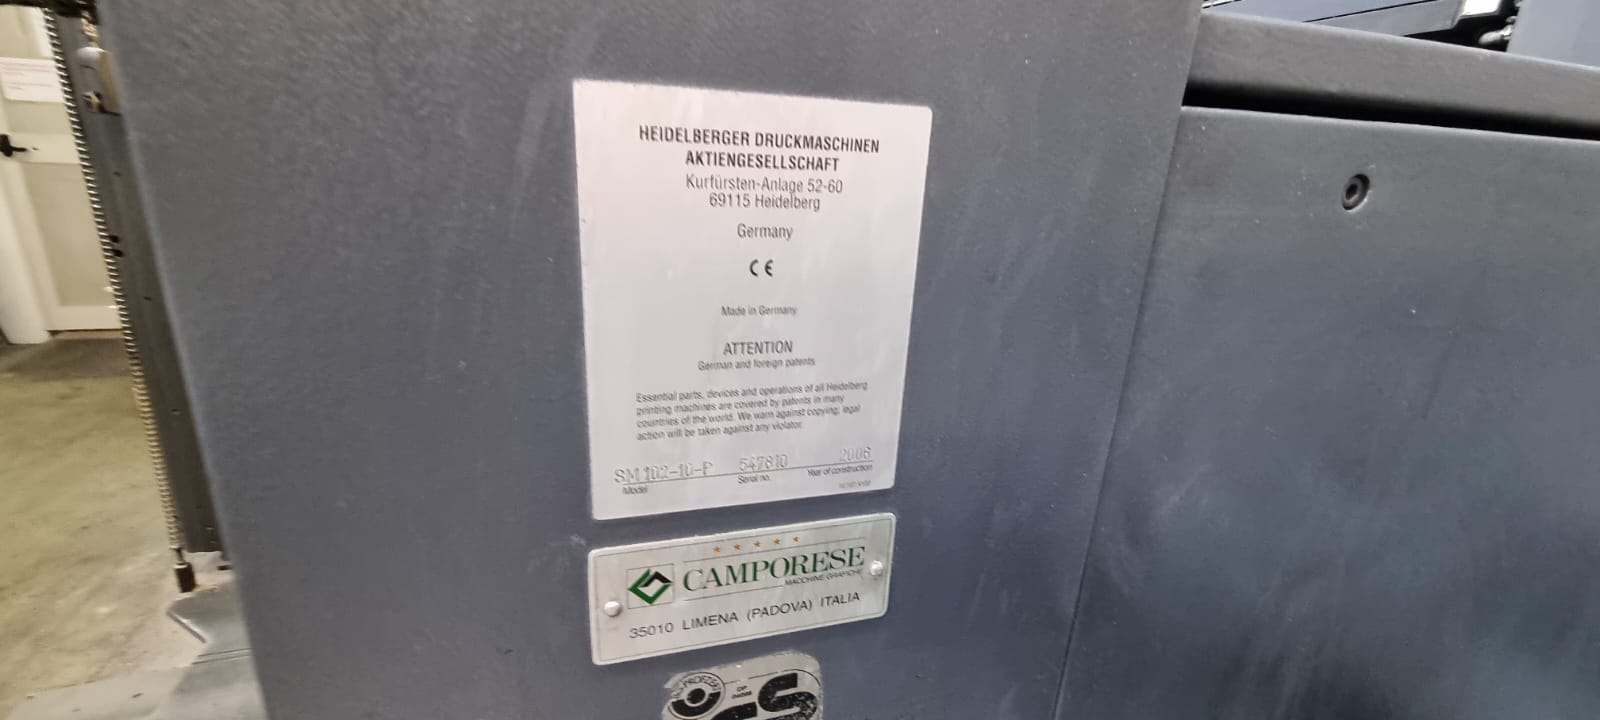 HEIDELBERGER DRUCKMASCHINEN
AKTIENGESELLSCHAFT
Kurfürsten-Anlage 52-60
69115 Heidelberg
Germany
CE
Made in Germany
ATTENTION
German and foreign patents
Essential parts, devices and operations of all Heidelberg
printing machines are covered by patents in many
countries of the world. We warn against copying, legal
action will be taken against any violator.
SM 102-10-P 547810 2006
Model Serial no. Year of construction
CAMPORESE
MACCHINE GRAFICHE
35010 LIMENA (PADOVA) ITALIA